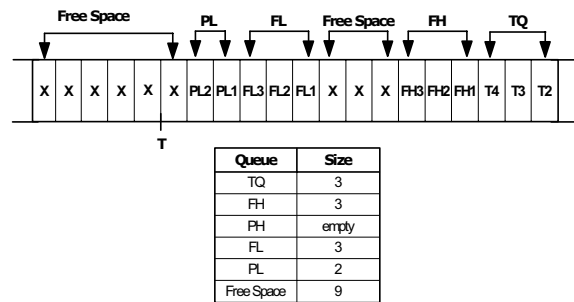 Free Space PL FL Free Space FH TQ
X X X X X X PL2 PL1 FL3 FL2 FL1 X X X FH3 FH2 FH1 T4 T3 T2
T
Queue Size
TQ 3
FH 3
PH empty
FL 3
PL 2
Free Space 9